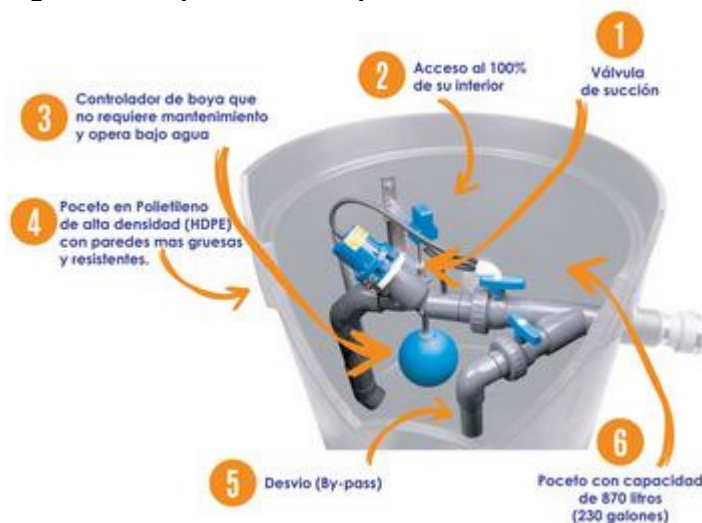 1
Válvula
de succión
2
Acceso al 100%
de su interior
3
Controlador de boya que
no requiere mantenimiento
y opera bajo agua
4
Poceto en Polietileno
de alta densidad (HDPE)
con paredes mas gruesas
y resistentes.
5
Desvio (By-pass)
6
Poceto con capacidad
de 870 litros
(230 galones)